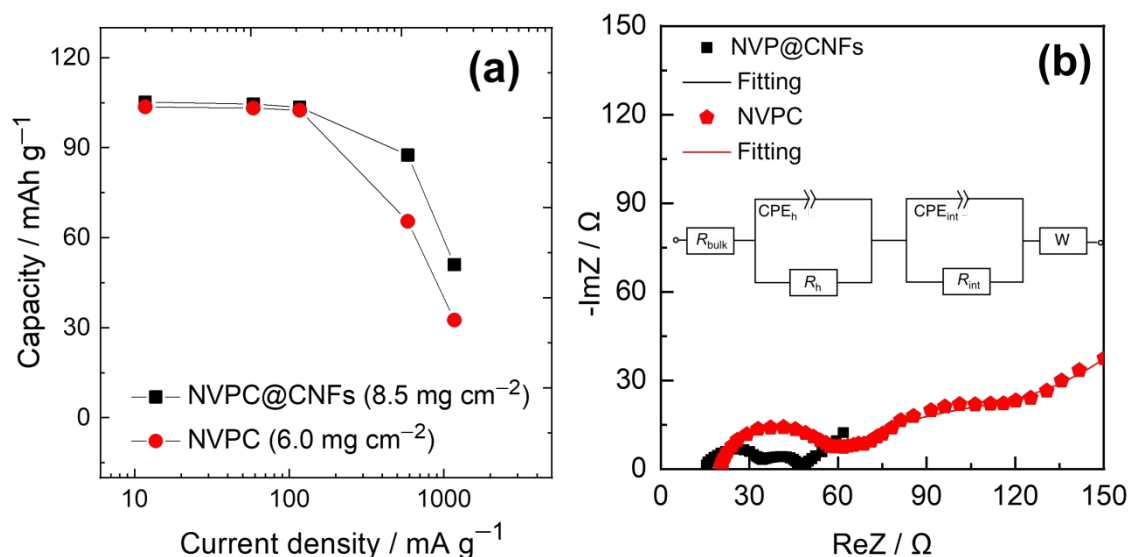 (a)
Capacity / mAh g⁻¹
120
90
60
30
0
NVPC@CNFs (8.5 mg cm⁻²)
NVPC (6.0 mg cm⁻²)
10
100
1000
Current density / mA g⁻¹
(b)
-ImZ / Ω
150
120
90
60
30
0
NVP@CNFs
Fitting
NVPC
Fitting
CPEh
CPEint
Rbulk
W
Rh
Rint
0
30
60
90
120
150
ReZ / Ω